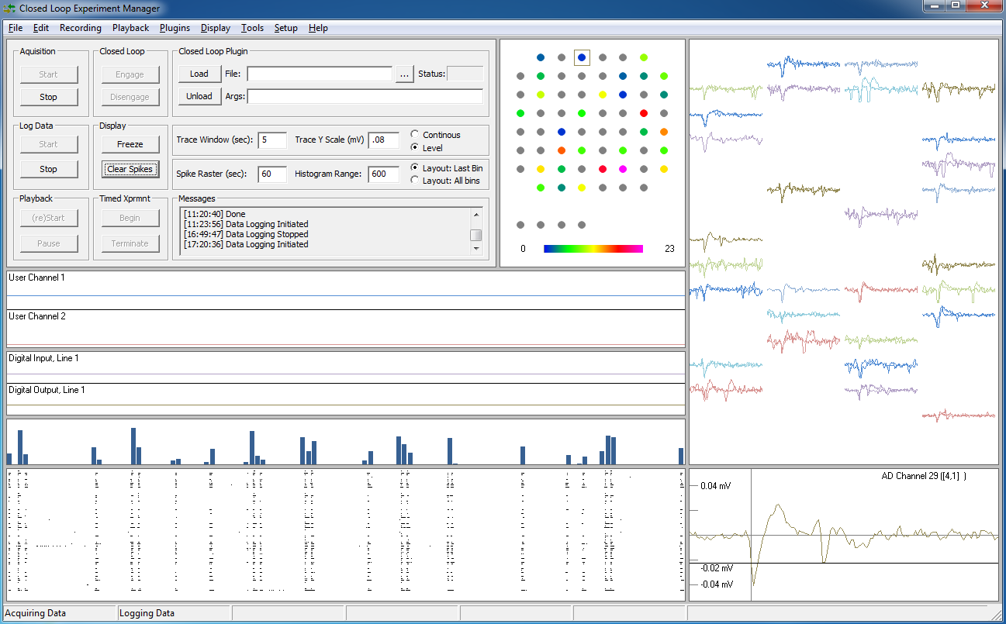 Closed Loop Experiment Manager
File Edit Recording Playback Plugins Display Tools Setup Help
Aquisition
Start
Stop
Closed Loop
Engage
Disengage
Closed Loop Plugin
Load File: ... Status:
Unload Args:
Log Data
Start
Stop
Display
Freeze
Clear Spikes
Trace Window (sec): 5 Trace Y Scale (mV) .08
Continous
Level
Spike Raster (sec): 60 Histogram Range: 600
Layout: Last Bin
Layout: All bins
Playback
(re)Start
Pause
Timed Xprmnt
Begin
Terminate
Messages
[11:20:40] Done
[11:23:56] Data Logging Initiated
[16:49:47] Data Logging Stopped
[17:20:36] Data Logging Initiated
0 23
User Channel 1
User Channel 2
Digital Input, Line 1
Digital Output, Line 1
AD Channel 29 ([4,1] )
0.04 mV
-0.02 mV
-0.04 mV
Acquiring Data Logging Data